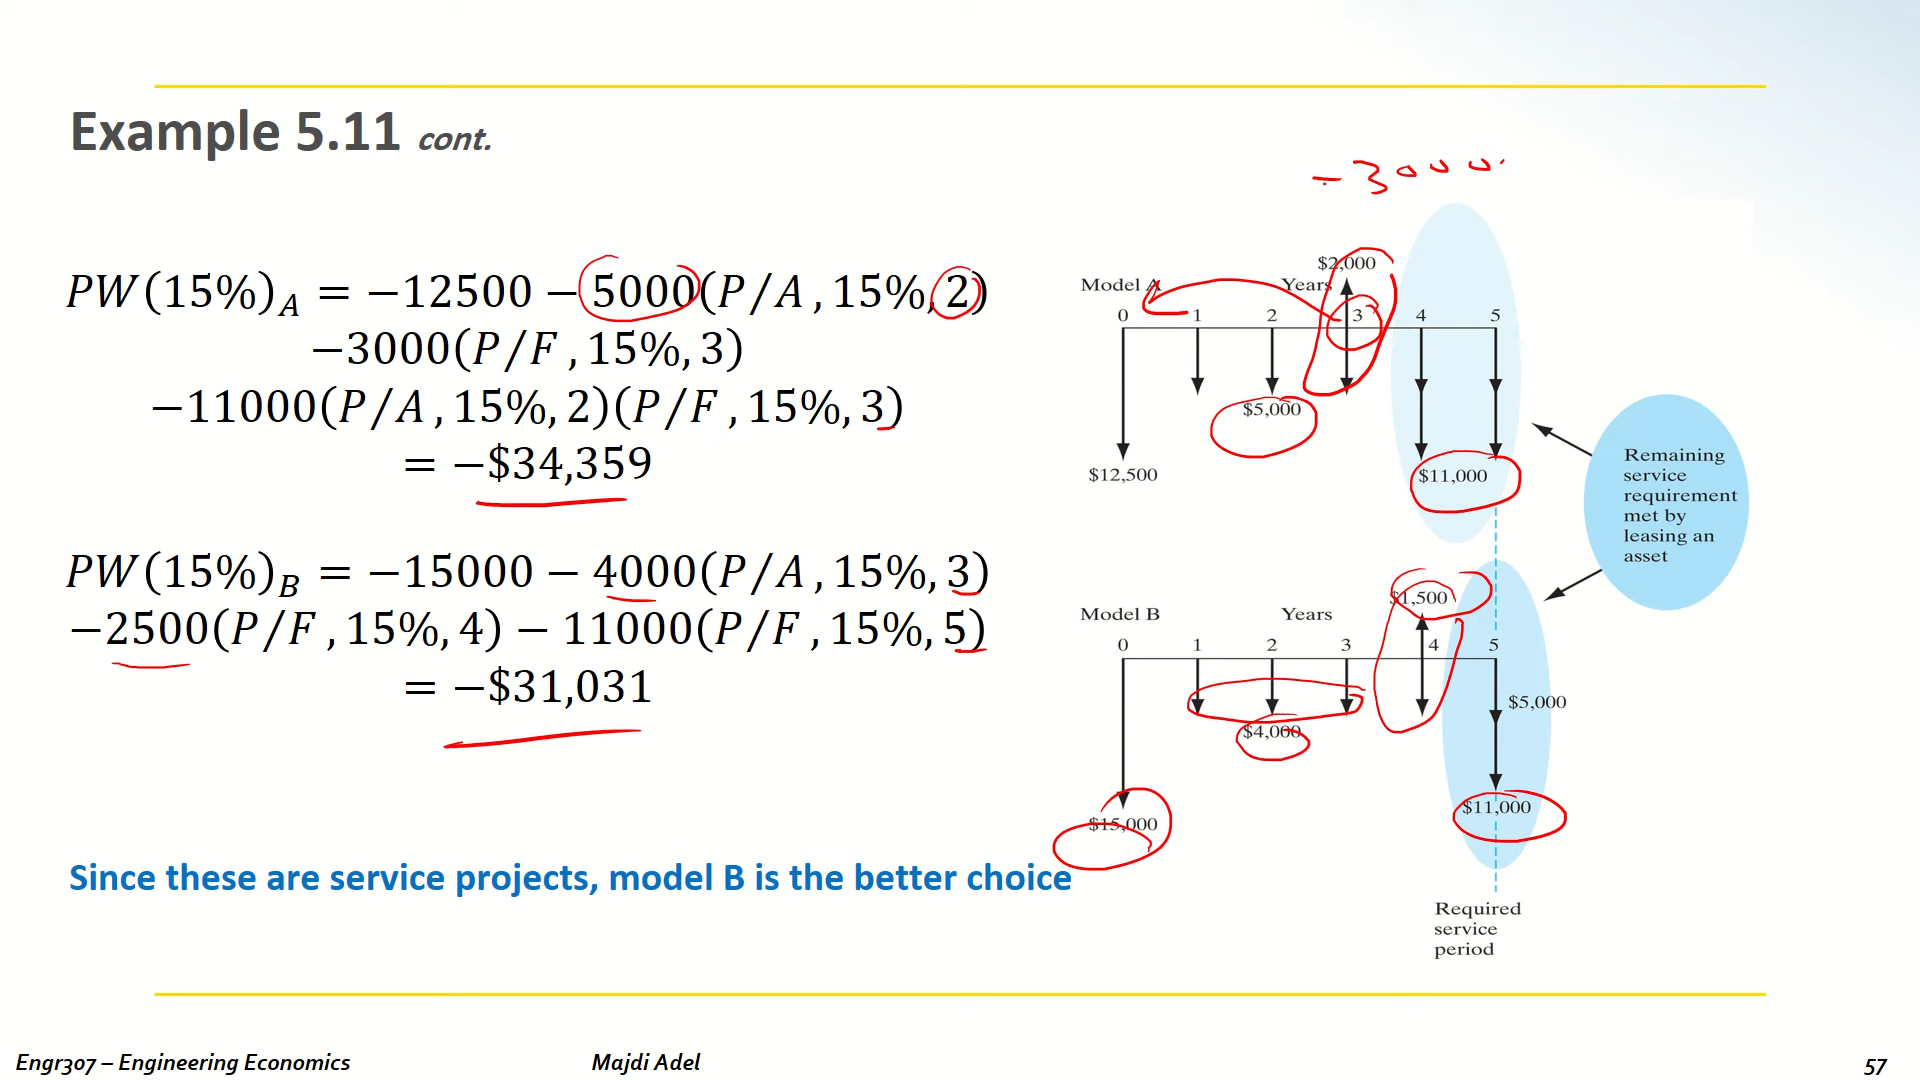 Example 5.11 cont.
PW(15%)A = −12500 − 5000(P/A, 15%, 2)
−3000(P/F, 15%, 3)
−11000(P/A, 15%, 2)(P/F, 15%, 3)
= −$34,359
PW(15%)B = −15000 − 4000(P/A, 15%, 3)
−2500(P/F, 15%, 4) − 11000(P/F, 15%, 5)
= −$31,031
Since these are service projects, model B is the better choice
−3000
$2,000
Model A Years
0 1 2 3 4 5
$5,000
$12,500 $11,000
Remaining
service
requirement
met by
leasing an
asset
$1,500
Model B Years
0 1 2 3 4 5
$5,000
$4,000
$11,000
$15,000
Required
service
period
Engr307 – Engineering Economics Majdi Adel 57